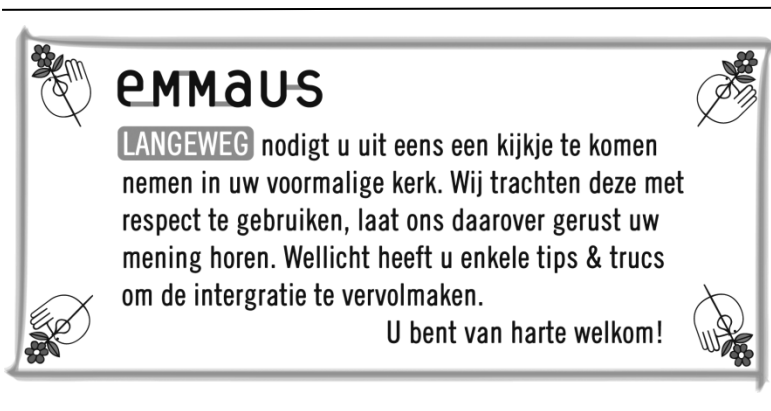 emmaus
LANGEWEG nodigt u uit eens een kijkje te komen
nemen in uw voormalige kerk. Wij trachten deze met
respect te gebruiken, laat ons daarover gerust uw
mening horen. Wellicht heeft u enkele tips & trucs
om de intergratie te vervolmaken.
U bent van harte welkom!